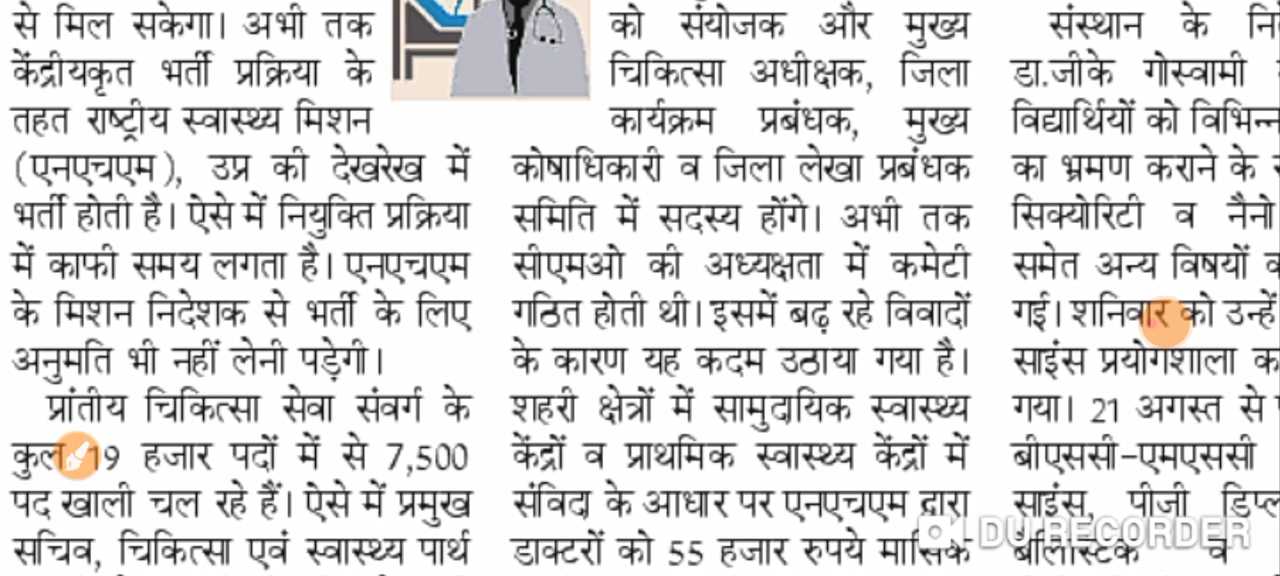 से मिल सकेगा। अभी तक
केंद्रीयकृत भर्ती प्रक्रिया के
तहत राष्ट्रीय स्वास्थ्य मिशन
(एनएचएम), उप्र की देखरेख में
भर्ती होती है। ऐसे में नियुक्ति प्रक्रिया
में काफी समय लगता है। एनएचएम
के मिशन निदेशक से भर्ती के लिए
अनुमति भी नहीं लेनी पड़ेगी।
प्रांतीय चिकित्सा सेवा संवर्ग के
कुल 19 हजार पदों में से 7,500
पद खाली चल रहे हैं। ऐसे में प्रमुख
सचिव, चिकित्सा एवं स्वास्थ्य पार्थ
को संयोजक और मुख्य
चिकित्सा अधीक्षक, जिला
कार्यक्रम प्रबंधक, मुख्य
कोषाधिकारी व जिला लेखा प्रबंधक
समिति में सदस्य होंगे। अभी तक
सीएमओ की अध्यक्षता में कमेटी
गठित होती थी। इसमें बढ़ रहे विवादों
के कारण यह कदम उठाया गया है।
शहरी क्षेत्रों में सामुदायिक स्वास्थ्य
केंद्रों व प्राथमिक स्वास्थ्य केंद्रों में
संविदा के आधार पर एनएचएम द्वारा
डाक्टरों को 55 हजार रुपये मासिक
संस्थान के
डा.जीके गोस्वामी
विद्यार्थियों को विभिन्न
का भ्रमण कराने के
सिक्योरिटी व नैनो
समेत अन्य विषयों
गई। शनिवार को उन्हें
साइंस प्रयोगशाला
गया। 21 अगस्त से
बीएससी-एमएससी
साइंस, पीजी
बैलिस्टिक व
DU RECORDER